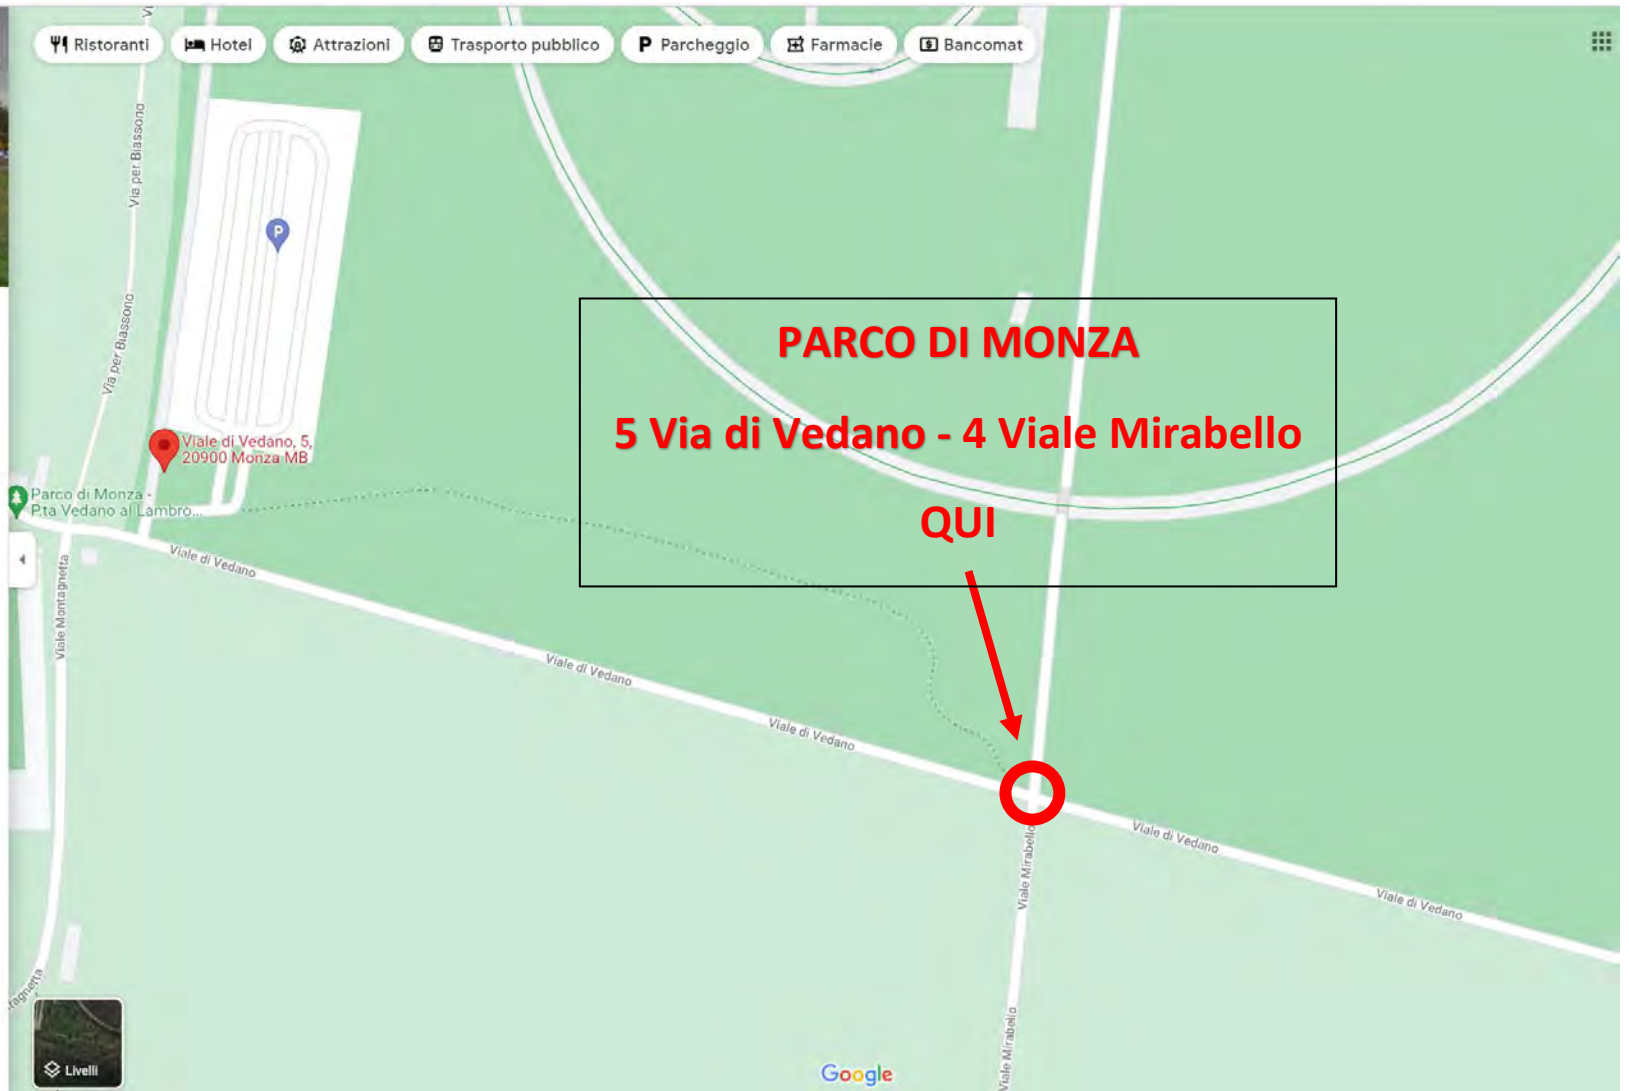 Ristoranti
Hotel
Attrazioni
Trasporto pubblico
P Parcheggio
Farmacie
Bancomat
Via per Biassono
P
Via per Biassono
PARCO DI MONZA
5 Via di Vedano - 4 Viale Mirabello
QUI
Viale di Vedano, 5,
20900 Monza MB
Parco di Monza -
P.ta Vedano al Lambro...
Viale di Vedano
Viale Montagnetta
Viale di Vedano
Viale di Vedano
Viale di Vedano
Viale Mirabello
Viale di Vedano
Viale Mirabello
Livelli
Google